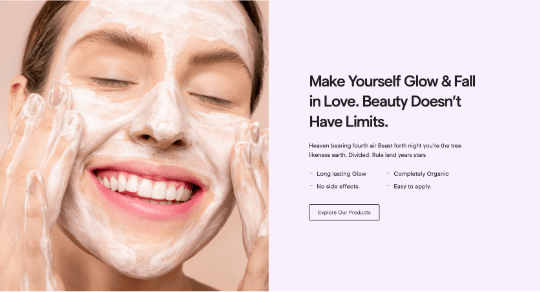 Make Yourself Glow & Fall
in Love. Beauty Doesn't
Have Limits.
Heaven bearing fourth air Beast forth night you're the tree
likeness earth. Divided. Rule land years stars
Long lasting Glow
Completely Organic
No side effects.
Easy to apply.
Explore Our Products